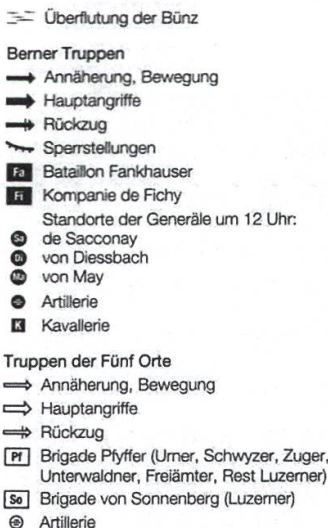 Überflutung der Bünz
Berner Truppen
Annäherung, Bewegung
Hauptangriffe
Rückzug
Sperrstellungen
Fa Bataillon Fankhauser
Fi Kompanie de Fichy
Standorte der Generäle um 12 Uhr:
Sa de Sacconay
Di von Diessbach
Ma von May
Artillerie
K Kavallerie
Truppen der Fünf Orte
Annäherung, Bewegung
Hauptangriffe
Rückzug
Pf Brigade Pfyffer (Urner, Schwyzer, Zuger,
Unterwaldner, Freiämter, Rest Luzerner)
So Brigade von Sonnenberg (Luzerner)
Artillerie